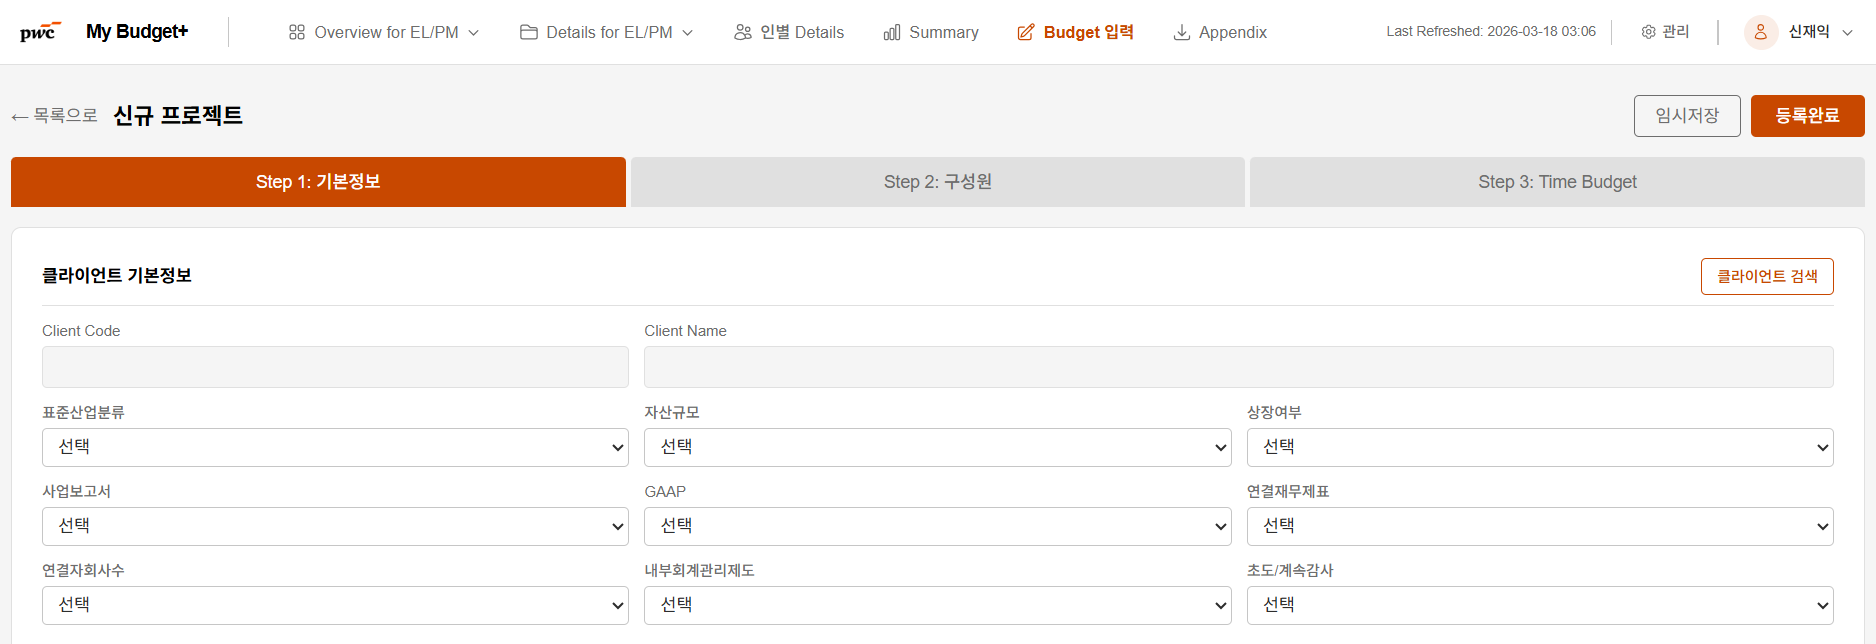 pwc My Budget+ Overview for EL/PM Details for EL/PM 인별 Details Summary Budget 입력 Appendix Last Refreshed: 2026-03-18 03:06 관리 신재익
← 목록으로 신규 프로젝트 임시저장 등록완료
Step 1: 기본정보 Step 2: 구성원 Step 3: Time Budget
클라이언트 기본정보 클라이언트 검색
Client Code Client Name
표준산업분류 자산규모 상장여부
선택 선택 선택
사업보고서 GAAP 연결재무제표
선택 선택 선택
연결자회사수 내부회계관리제도 초도/계속감사
선택 선택 선택